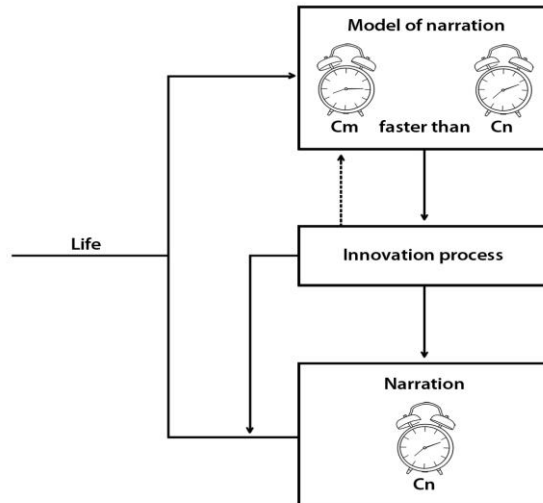 Model of narration
Cm faster than Cn
Life
Innovation process
Narration
Cn